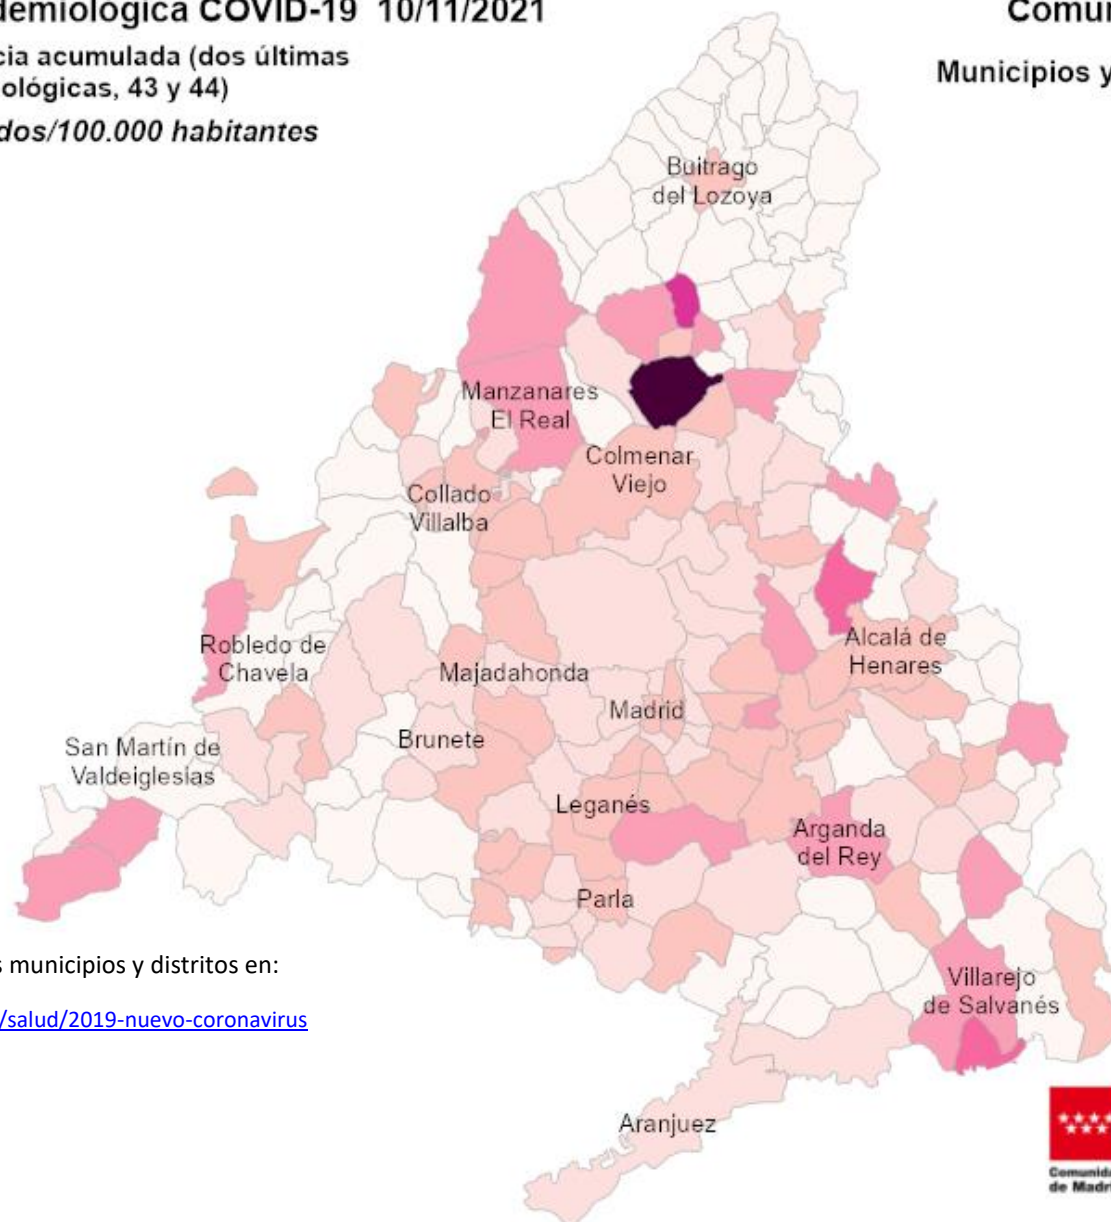 demiológica COVID-19 10/11/2021
Comun
cia acumulada (dos últimas
ológicas, 43 y 44)
Municipios y
dos/100.000 habitantes
Buitrago
del Lozoya
Manzanares
El Real
Colmenar
Viejo
Collado
Villalba
Robledo de
Chavela
Alcalá de
Henares
Majadahonda
Madrid
Brunete
San Martín de
Valdeiglesias
Leganés
Arganda
del Rey
Parla
s municipios y distritos en:
Villarejo
de Salvanés
/salud/2019-nuevo-coronavirus
Aranjuez
Comunida
de Madri